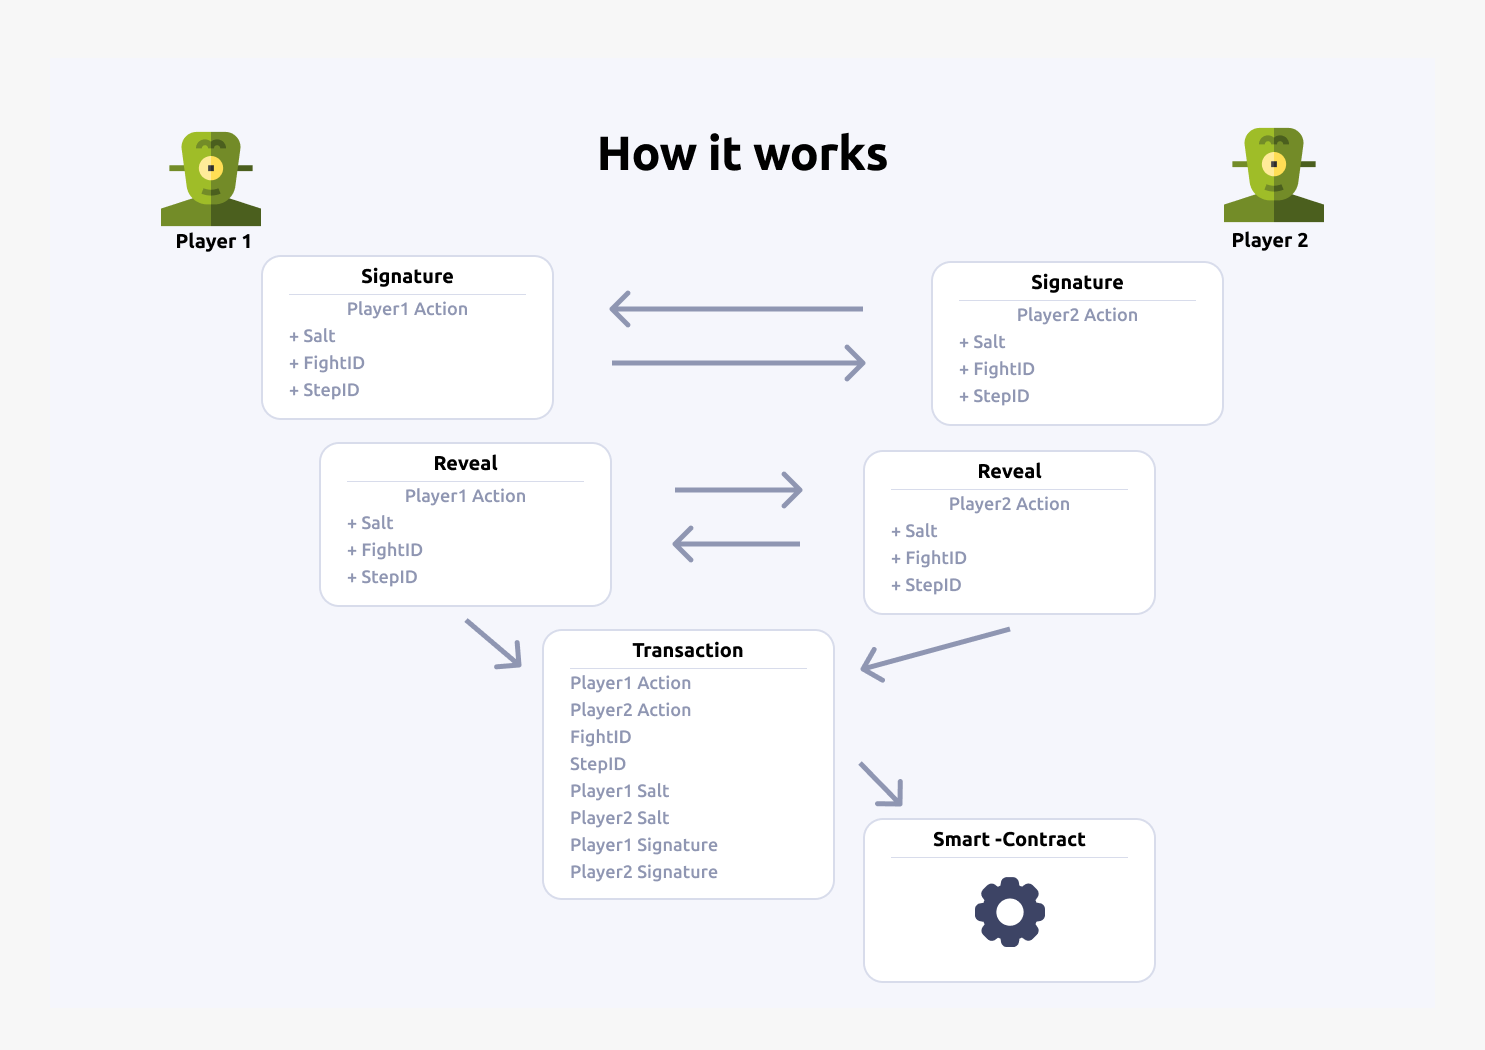 How it works
Player 1
Player 2
Signature
Player1 Action
+ Salt
+ FightID
+ StepID
Signature
Player2 Action
+ Salt
+ FightID
+ StepID
Reveal
Player1 Action
+ Salt
+ FightID
+ StepID
Reveal
Player2 Action
+ Salt
+ FightID
+ StepID
Transaction
Player1 Action
Player2 Action
FightID
StepID
Player1 Salt
Player2 Salt
Player1 Signature
Player2 Signature
Smart -Contract